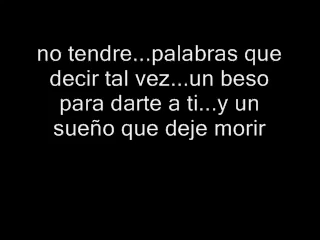 no tendre...palabras que
decir tal vez...un beso
para darte a ti...y un
sueño que deje morir